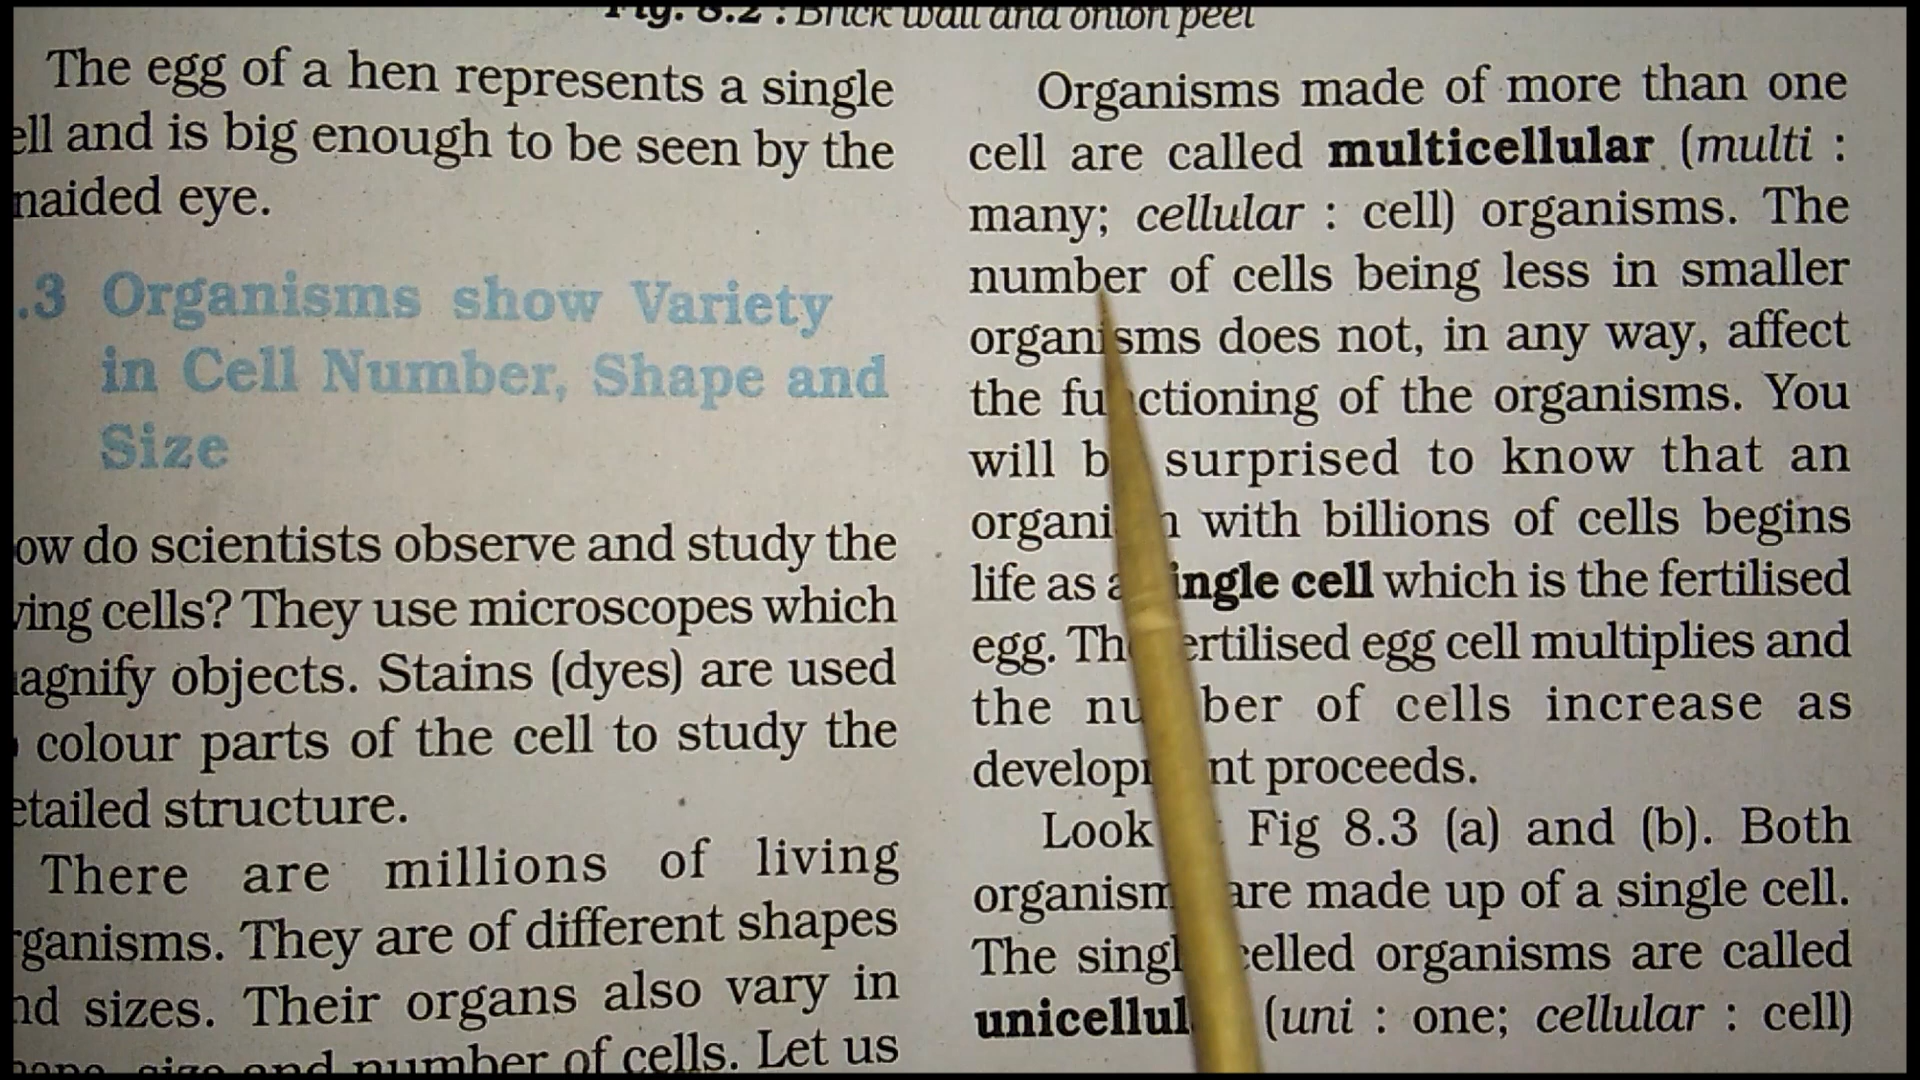 Fig. 8.2 : Brick wall and onion peel
The egg of a hen represents a single
ell and is big enough to be seen by the
naided eye.
.3 Organisms show Variety
in Cell Number, Shape and
Size
ow do scientists observe and study the
ving cells? They use microscopes which
agnify objects. Stains (dyes) are used
colour parts of the cell to study the
etailed structure.
There are millions of living
rganisms. They are of different shapes
nd sizes. Their organs also vary in
size and number of cells. Let us
Organisms made of more than one
cell are called multicellular (multi :
many; cellular : cell) organisms. The
number of cells being less in smaller
organisms does not, in any way, affect
the fu ctioning of the organisms. You
will b surprised to know that an
organi with billions of cells begins
life as a ingle cell which is the fertilised
egg. Th ertilised egg cell multiplies and
the nu ber of cells increase as
develop nt proceeds.
Look Fig 8.3 (a) and (b). Both
organism are made up of a single cell.
The singl celled organisms are called
unicellul (uni : one; cellular : cell)